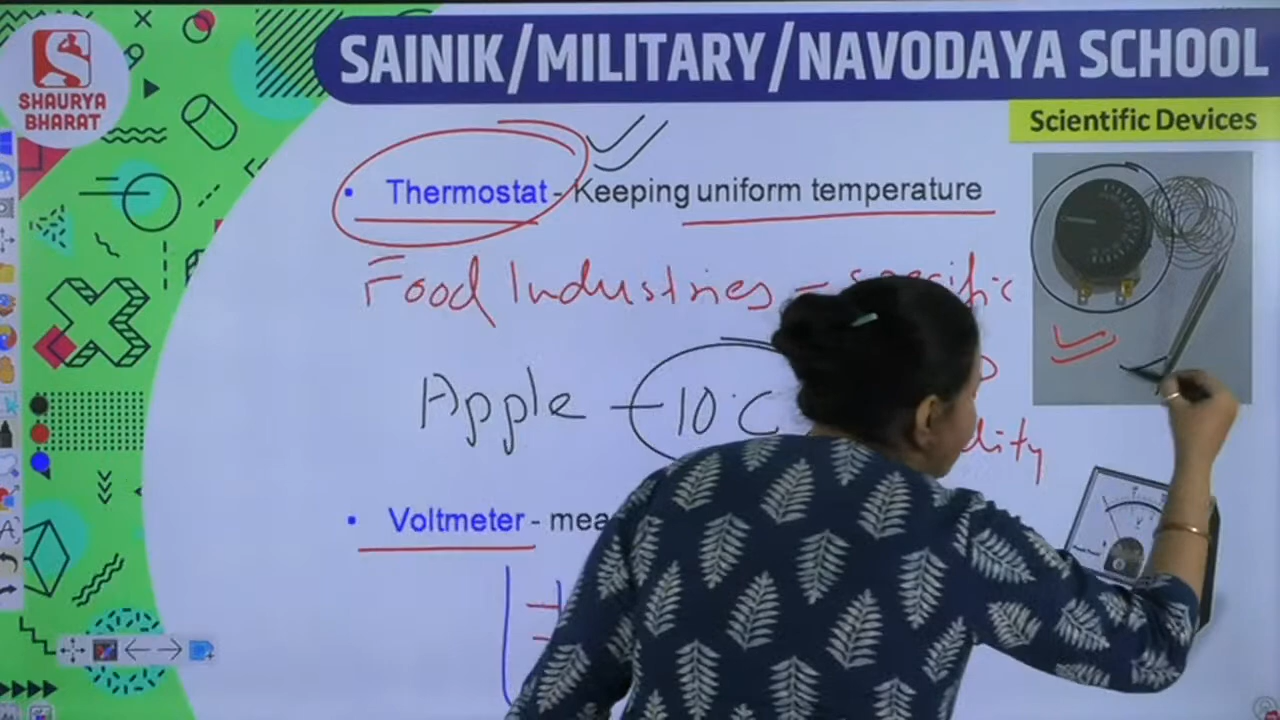 SAINIK/MILITARY/NAVODAYA SCHOOL
SHAURYA
BHARAT
Scientific Devices
• Thermostat - Keeping uniform temperature
Food Industries -
Apple - 10°C
• Voltmeter - mea